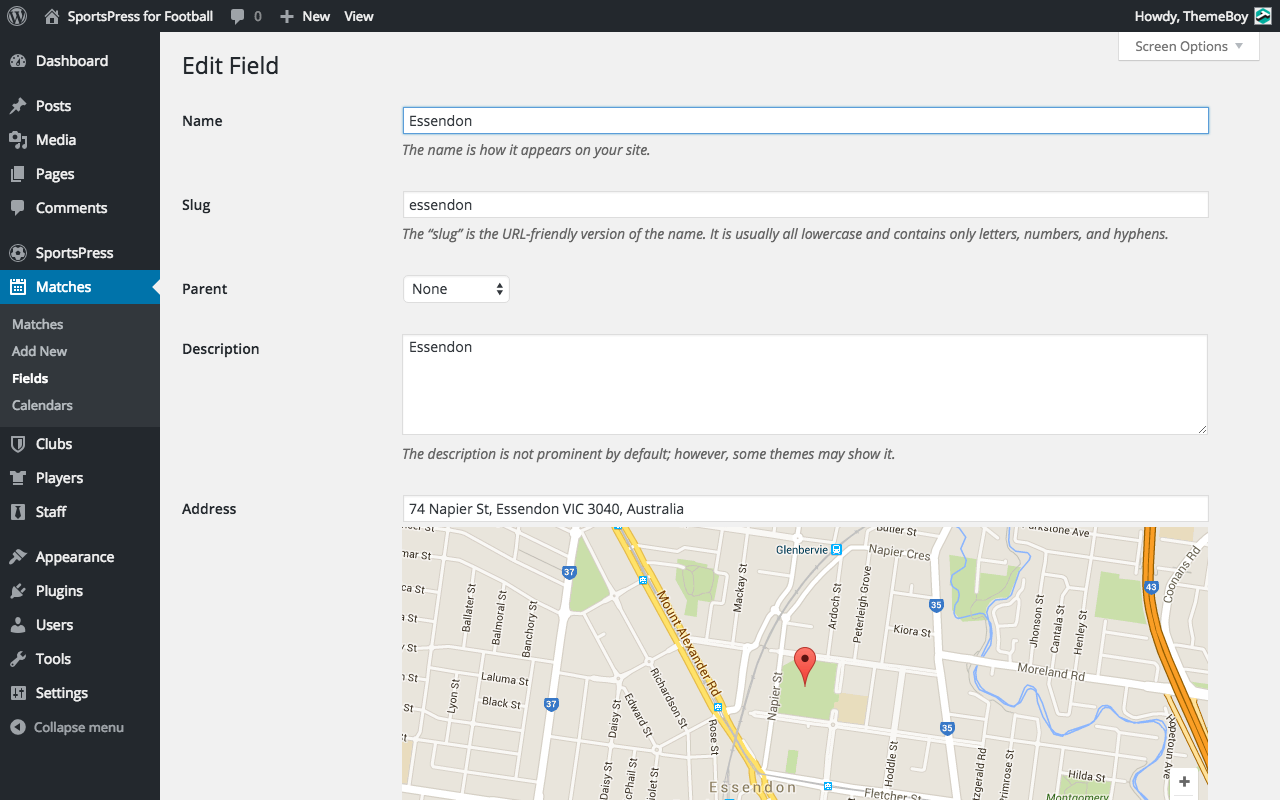 SportsPress for Football 0 New View Howdy, ThemeBoy
Screen Options
Dashboard
Posts
Media
Pages
Comments
SportsPress
Matches
Matches
Add New
Fields
Calendars
Clubs
Players
Staff
Appearance
Plugins
Users
Tools
Settings
Collapse menu
Edit Field
Name
Essendon
The name is how it appears on your site.
Slug
essendon
The “slug” is the URL-friendly version of the name. It is usually all lowercase and contains only letters, numbers, and hyphens.
Parent
None
Description
Essendon
The description is not prominent by default; however, some themes may show it.
Address
74 Napier St, Essendon VIC 3040, Australia
Butler St
Parkstone Ave
Glenbervie
Napier Cres
Coonans Rd
mar St
37
43
Mackay St
Ballater St
Balmoral St
Banchory St
Mount Alexander Rd
Ardoch St
Peterleigh Grove
35
Kiora St
Jhonson St
Cantala St
Henley St
Moreland Rd
Laluma St
Lyon St
Black St
37
Richardson St
Edward St
Daisy St
Rose St
Napier St
35
Hopetoun Ave
Hoddle St
Daisy St
Essendon
Fletcher St
Hilda St
Montgomery
+